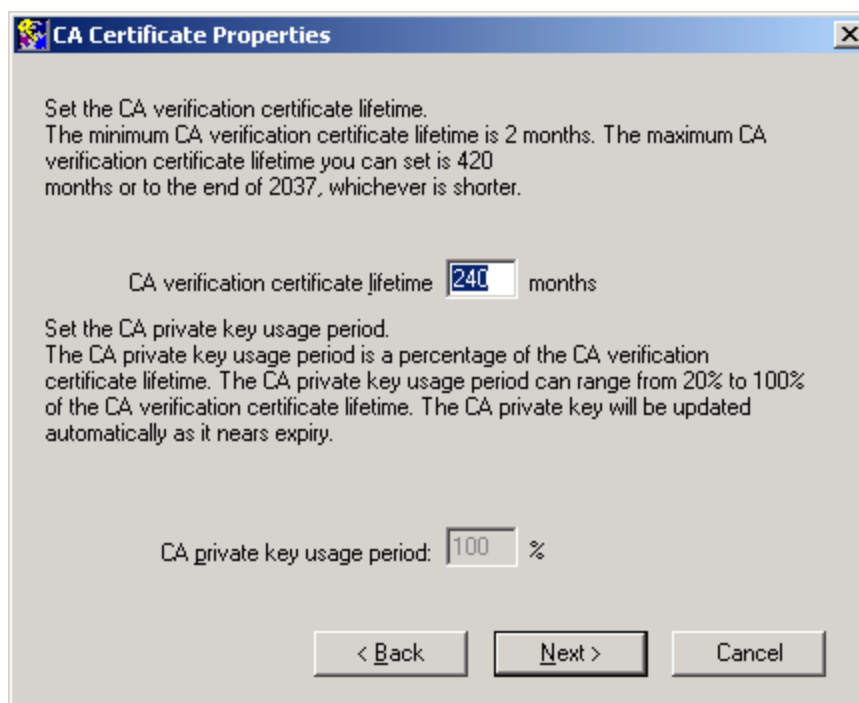 CA Certificate Properties
Set the CA verification certificate lifetime.
The minimum CA verification certificate lifetime is 2 months. The maximum CA
verification certificate lifetime you can set is 420
months or to the end of 2037, whichever is shorter.
CA verification certificate lifetime 240 months
Set the CA private key usage period.
The CA private key usage period is a percentage of the CA verification
certificate lifetime. The CA private key usage period can range from 20% to 100%
of the CA verification certificate lifetime. The CA private key will be updated
automatically as it nears expiry.
CA private key usage period: 100 %
< Back Next > Cancel